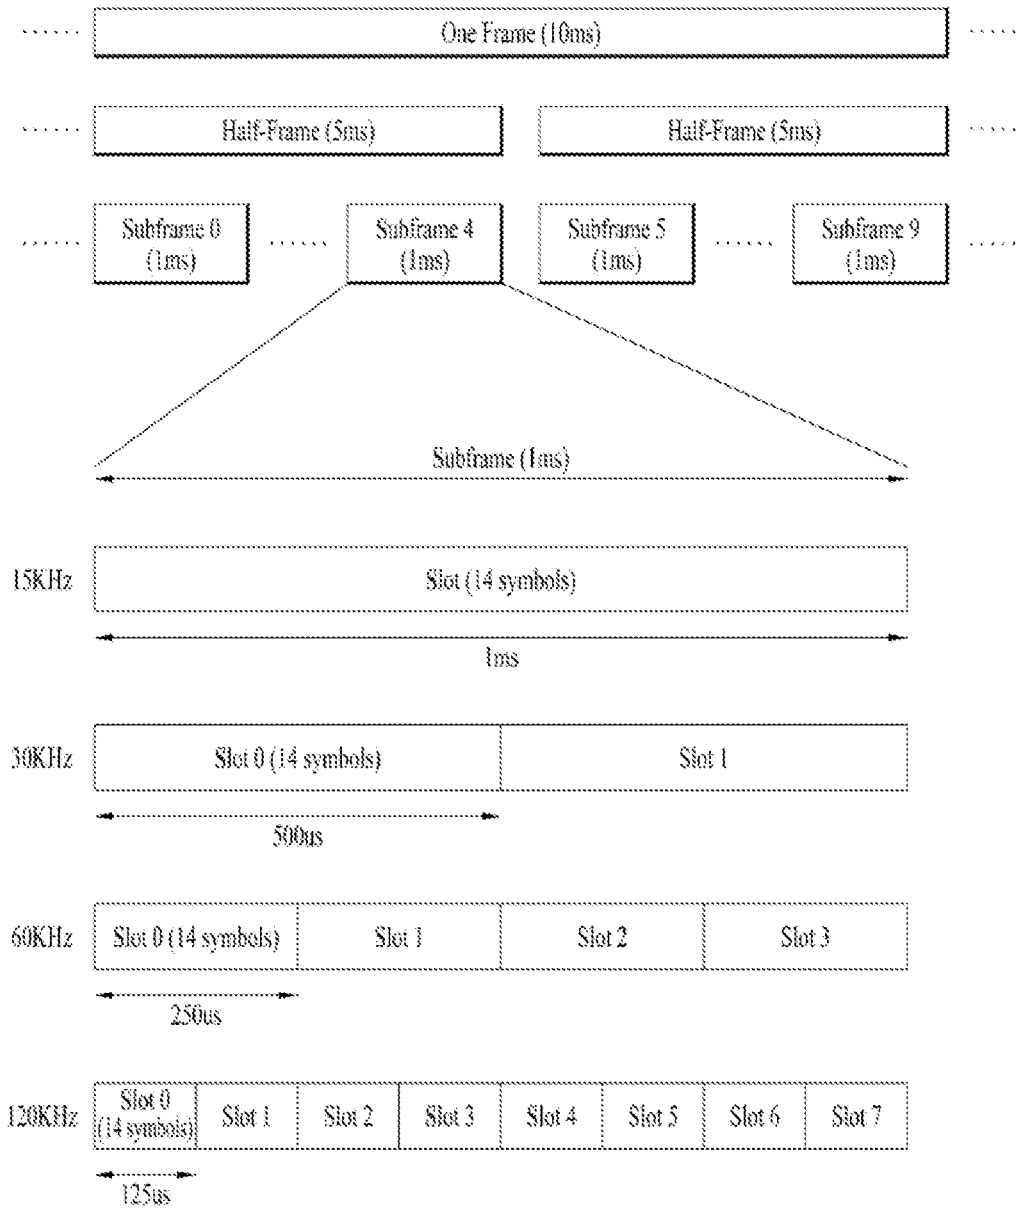 One Frame (10ms)
Half-Frame (5ms) Half-Frame (5ms)
Subframe 0 Subframe 4 Subframe 5 Subframe 9
(1ms) (1ms) (1ms) (1ms)
Subframe (1ms)
15KHz Slot (14 symbols)
1ms
30KHz Slot 0 (14 symbols) Slot 1
500us
60KHz Slot 0 (14 symbols) Slot 1 Slot 2 Slot 3
250us
120KHz Slot 0 (14 symbols) Slot 1 Slot 2 Slot 3 Slot 4 Slot 5 Slot 6 Slot 7
125us